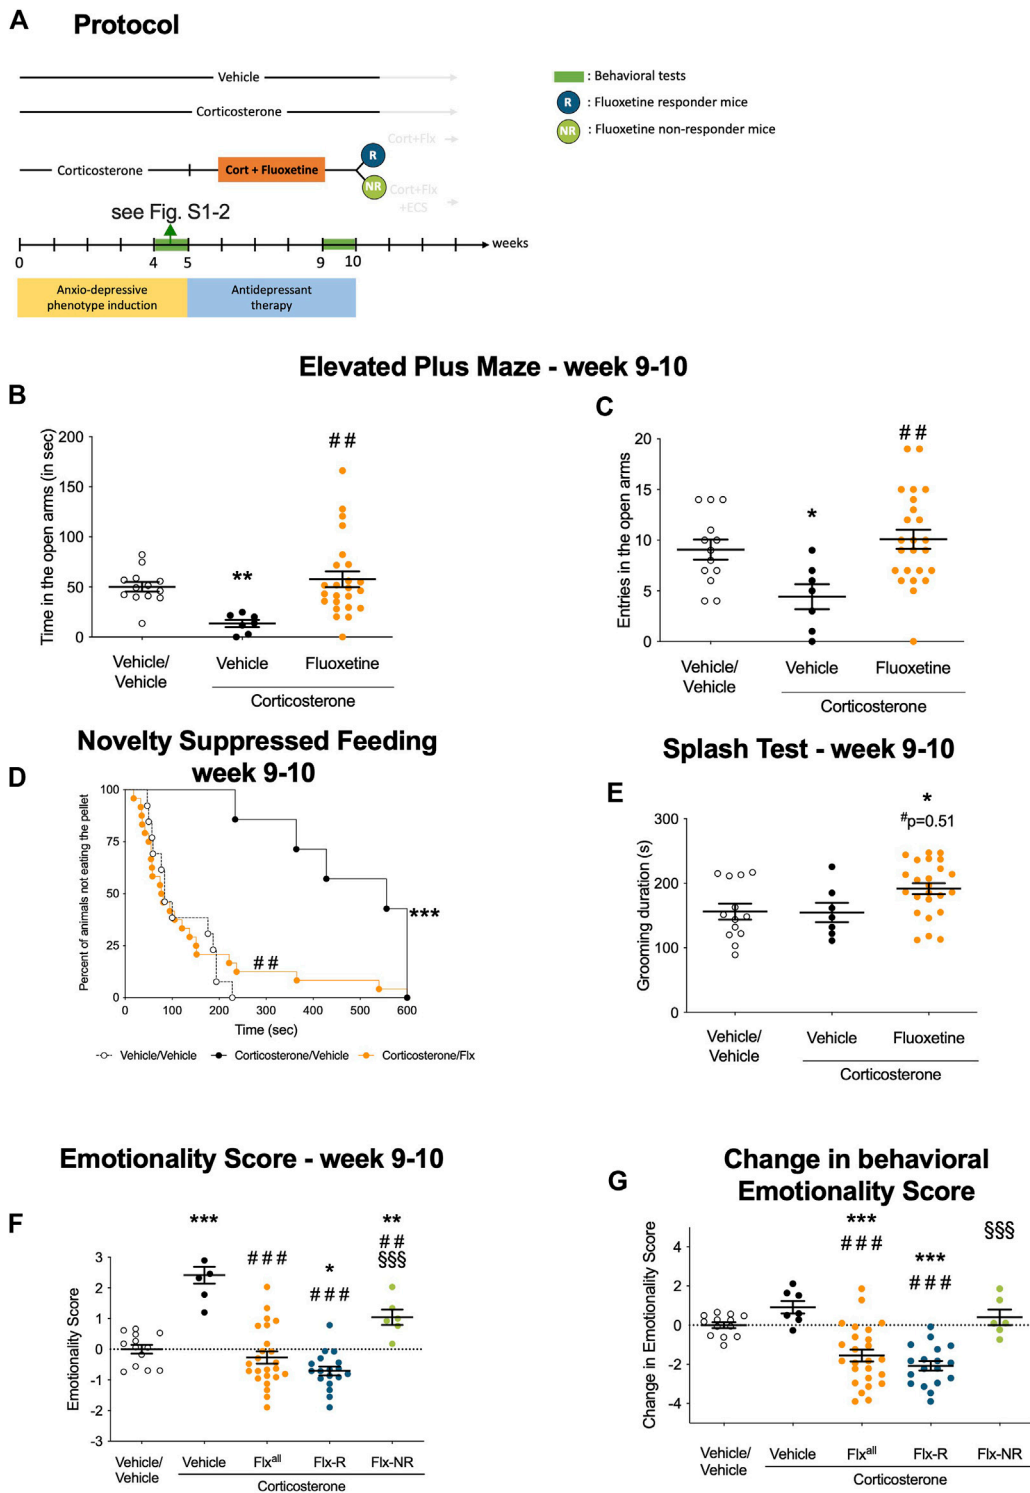 A
Protocol
Vehicle
Corticosterone
Cort+Flx
Corticosterone
Cort + Fluoxetine
R
NR
Cort+Flx
+ECS
: Behavioral tests
R : Fluoxetine responder mice
NR : Fluoxetine non-responder mice
see Fig. S1-2
weeks
0 4 5 9 10
Anxio-depressive
phenotype induction
Antidepressant
therapy
Elevated Plus Maze - week 9-10
B
Time in the open arms (in sec)
200
150
100
50
0
**
##
Vehicle/
Vehicle
Vehicle
Fluoxetine
Corticosterone
C
Entries in the open arms
20
15
10
5
0
*
##
Vehicle/
Vehicle
Vehicle
Fluoxetine
Corticosterone
Novelty Suppressed Feeding
week 9-10
D
Percent of animals not eating the pellet
100
75
50
25
0
***
##
0 100 200 300 400 500 600
Time (sec)
Vehicle/Vehicle Corticosterone/Vehicle Corticosterone/Flx
Splash Test - week 9-10
E
Grooming duration (s)
300
200
100
0
*
#p=0.51
Vehicle/
Vehicle
Vehicle
Fluoxetine
Corticosterone
Emotionality Score - week 9-10
F
Emotionality Score
3
2
1
0
-1
-2
-3
***
###
*
###
**
##
§§§
Vehicle/
Vehicle
Vehicle
Flxall
Flx-R
Flx-NR
Corticosterone
Change in behavioral
Emotionality Score
G
Change in Emotionality Score
4
2
0
-2
-4
***
###
***
###
§§§
Vehicle/
Vehicle
Vehicle
Flxall
Flx-R
Flx-NR
Corticosterone